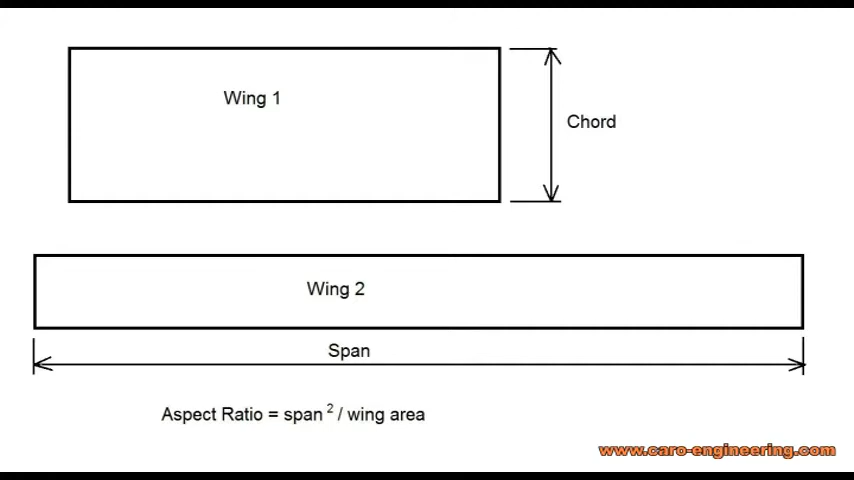 Wing 1
Chord
Wing 2
Span
Aspect Ratio = span ² / wing area
www.caro-engineering.com